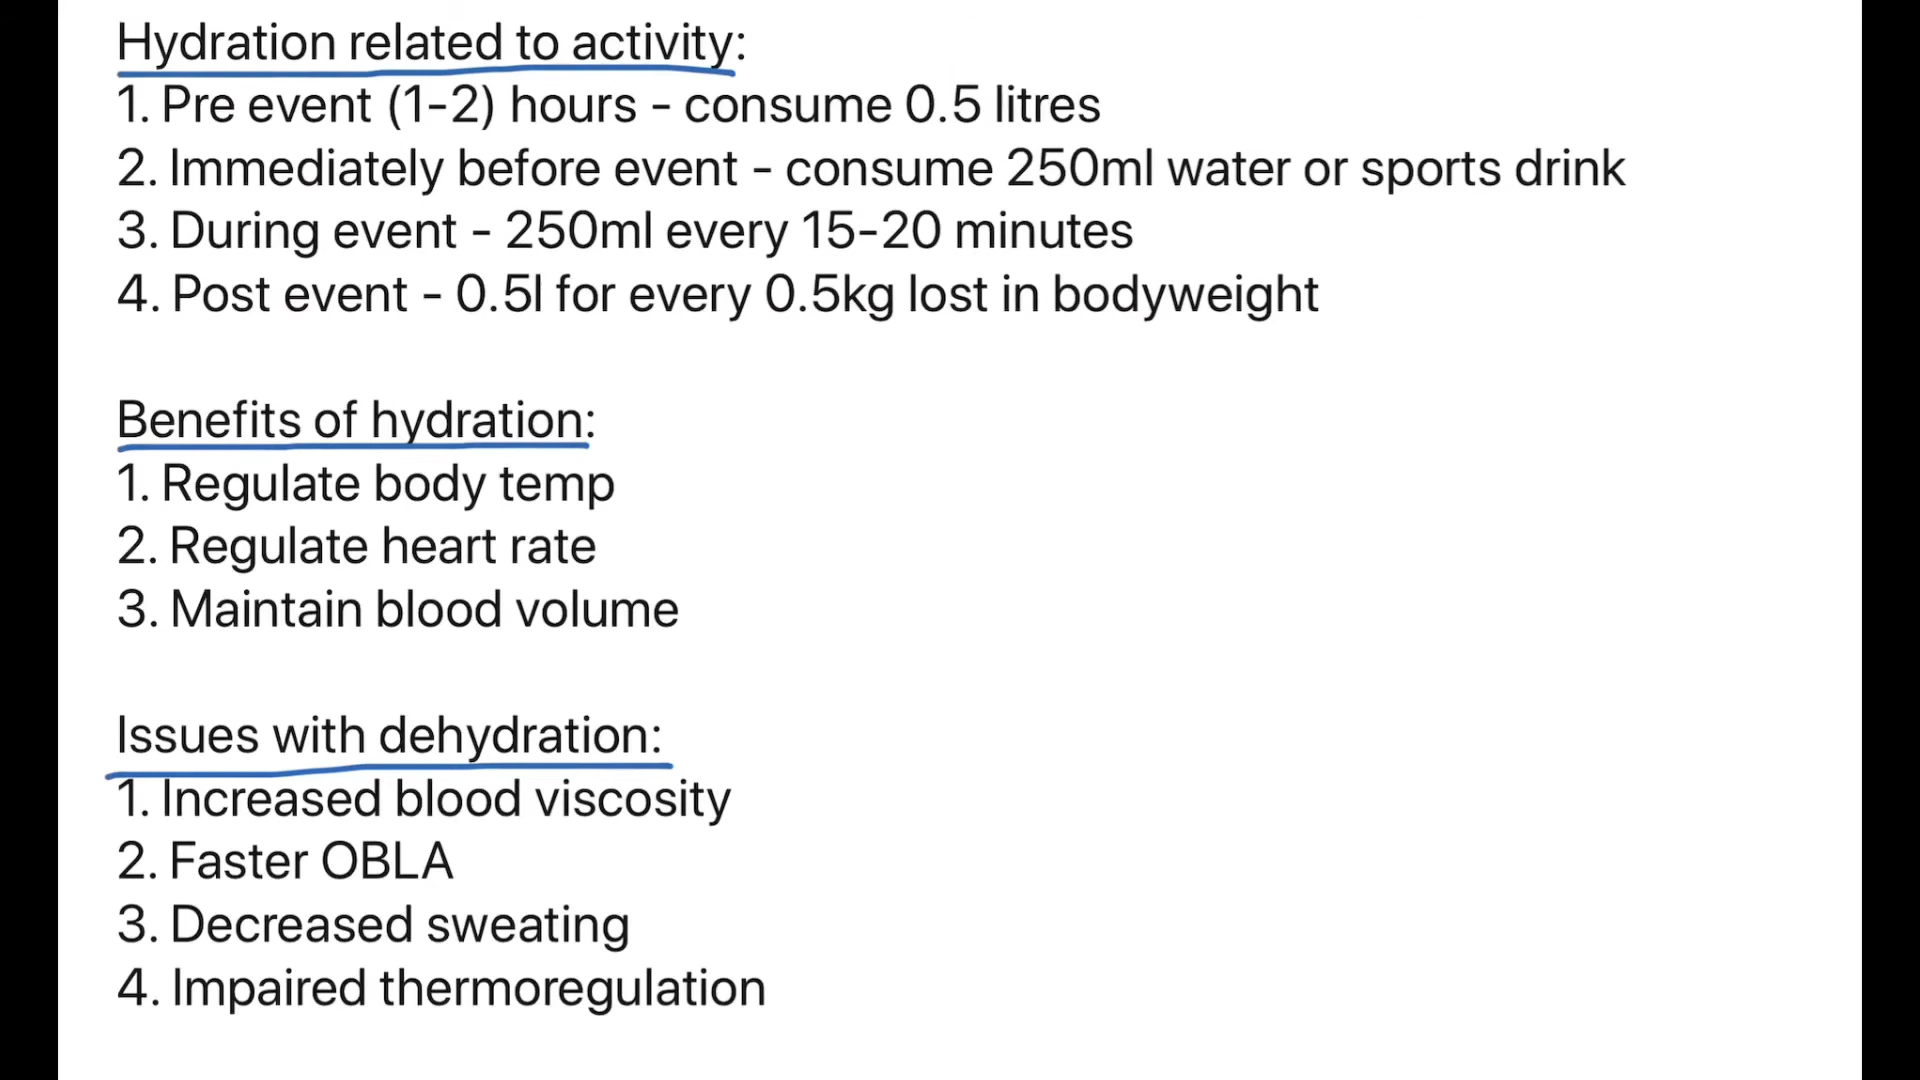 Hydration related to activity:
1. Pre event (1-2) hours - consume 0.5 litres
2. Immediately before event - consume 250ml water or sports drink
3. During event - 250ml every 15-20 minutes
4. Post event - 0.5l for every 0.5kg lost in bodyweight
Benefits of hydration:
1. Regulate body temp
2. Regulate heart rate
3. Maintain blood volume
Issues with dehydration:
1. Increased blood viscosity
2. Faster OBLA
3. Decreased sweating
4. Impaired thermoregulation